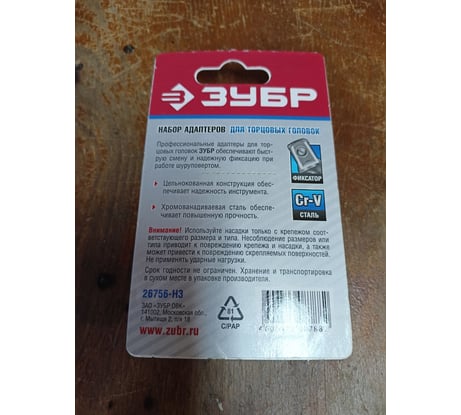 ЗУБР
НАБОР АДАПТЕРОВ ДЛЯ ТОРЦОВЫХ ГОЛОВОК
Профессиональные адаптеры для тор-
цовых головок ЗУБР обеспечивают быст-
рую смену и надежную фиксацию при
работе шуруповертом.
Цельнокованная конструкция обес-
печивает надежность инструмента.
Хромованадиевая сталь обеспе-
чивает повышенную прочность.
ФИКСАТОР
Cr-V
СТАЛЬ
Внимание! Используйте насадки только с крепежом соот-
ветствующего размера и типа. Несоблюдение размеров или
типа приводит к повреждению крепежа и насадки, а также
может привести к повреждению скрепляемых поверхностей.
Не применять ударные нагрузки.
Срок годности не ограничен. Хранение и транспортировка
в сухом месте в упаковке производителя.
26756-H3
ЗАО «ЗУБР ОВК»
141002, Московская обл.,
г. Мытищи 2, п/я 18
www.zubr.ru
81
C/PAP